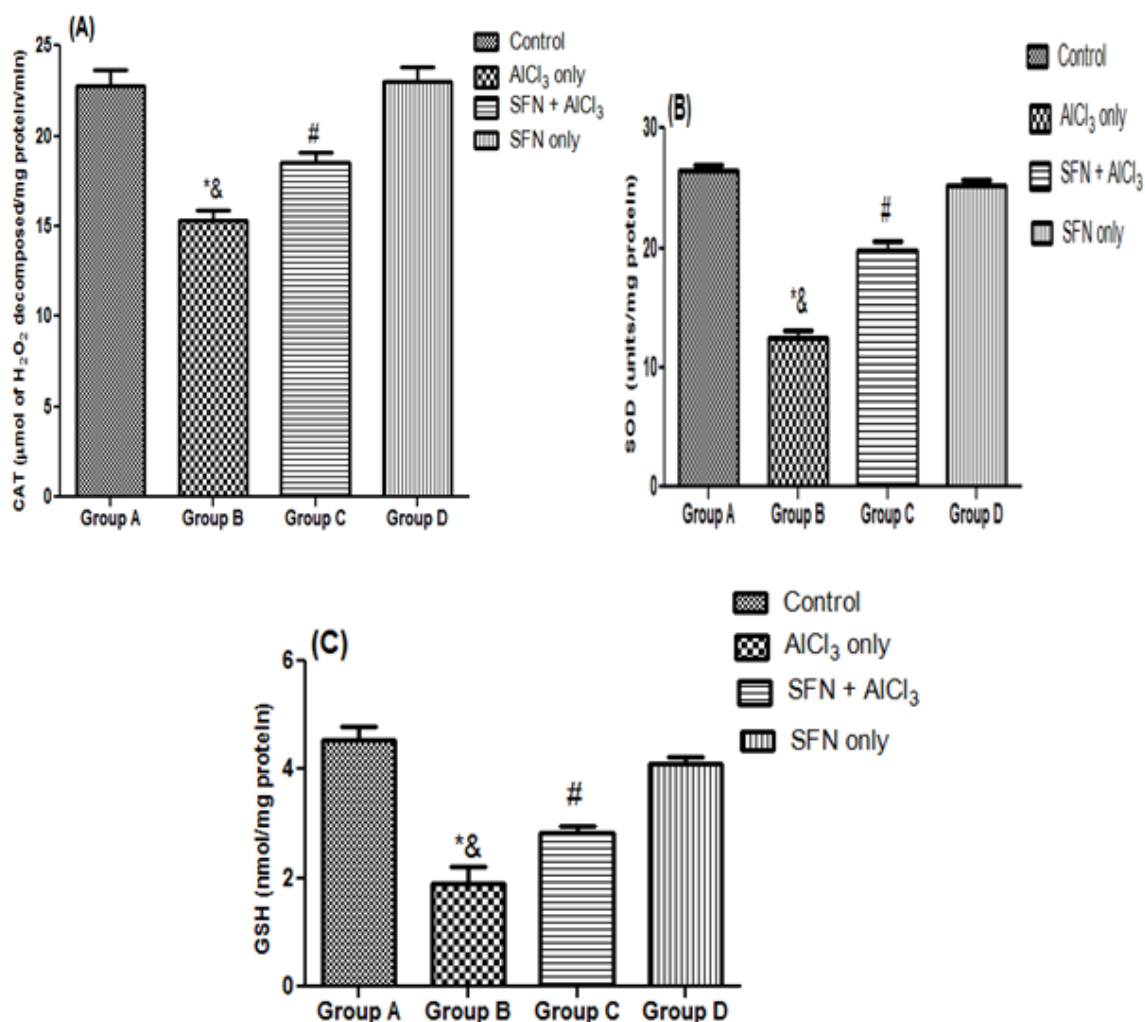 (A)
CAT (µmol of H₂O₂ decomposed/mg protein/min)
25
20
15
10
5
0
*&
#
Group A Group B Group C Group D
Control
AlCl₃ only
SFN + AlCl₃
SFN only
(B)
SOD (units/mg protein)
30
20
10
0
*&
#
Group A Group B Group C Group D
Control
AlCl₃ only
SFN + AlCl₃
SFN only
(C)
GSH (nmol/mg protein)
6
4
2
0
*&
#
Group A Group B Group C Group D
Control
AlCl₃ only
SFN + AlCl₃
SFN only